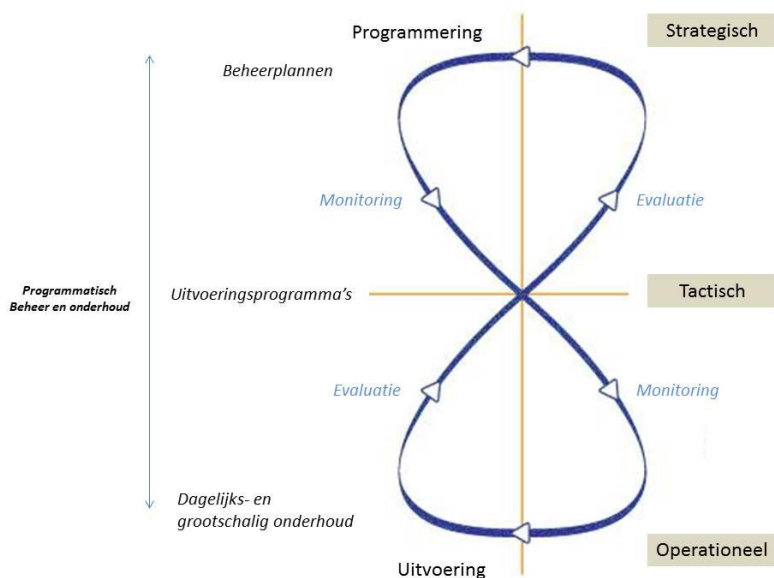 Programmering
Strategisch
Beheerplannen
Monitoring
Evaluatie
Programmatisch
Beheer en onderhoud
Uitvoeringsprogramma's
Tactisch
Evaluatie
Monitoring
Dagelijks- en
grootschalig onderhoud
Operationeel
Uitvoering